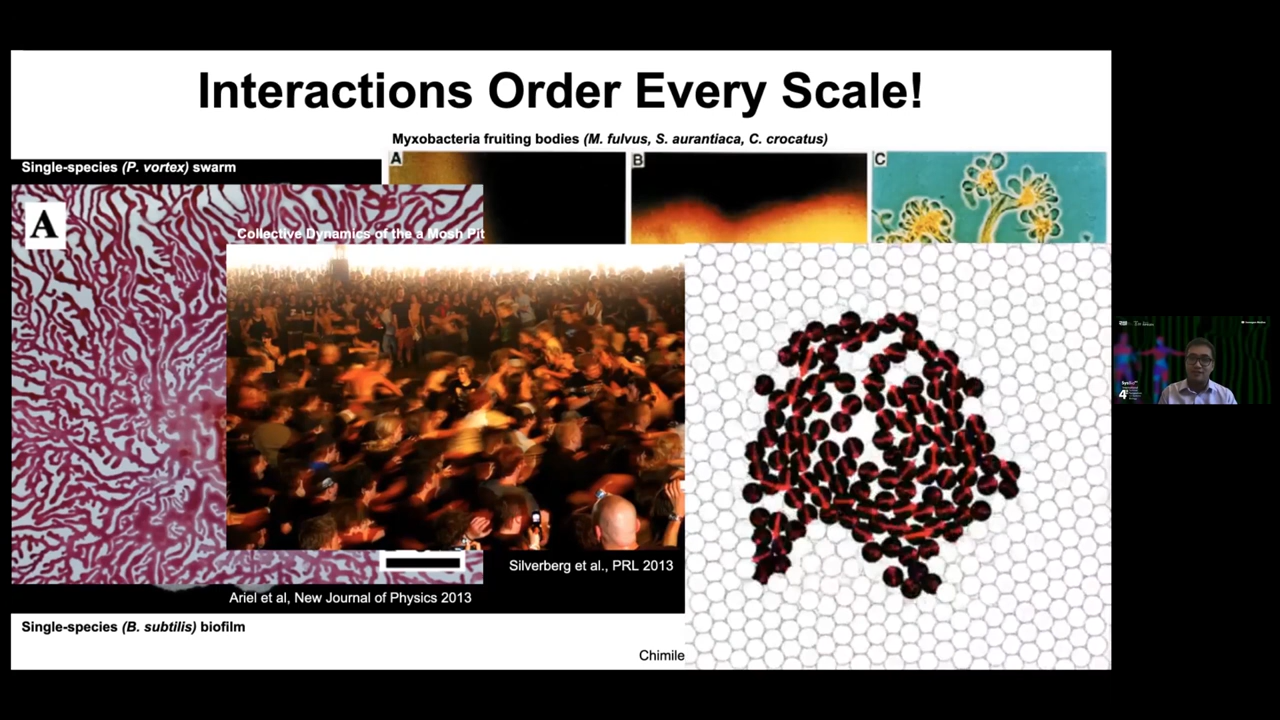 Interactions Order Every Scale!
Myxobacteria fruiting bodies (M. fulvus, S. aurantiaca, C. crocatus)
Single-species (P. vortex) swarm
A
B
C
A
Collective Dynamics of the a Mosh Pit
Silverberg et al., PRL 2013
Ariel et al, New Journal of Physics 2013
Single-species (B. subtilis) biofilm
Chimile